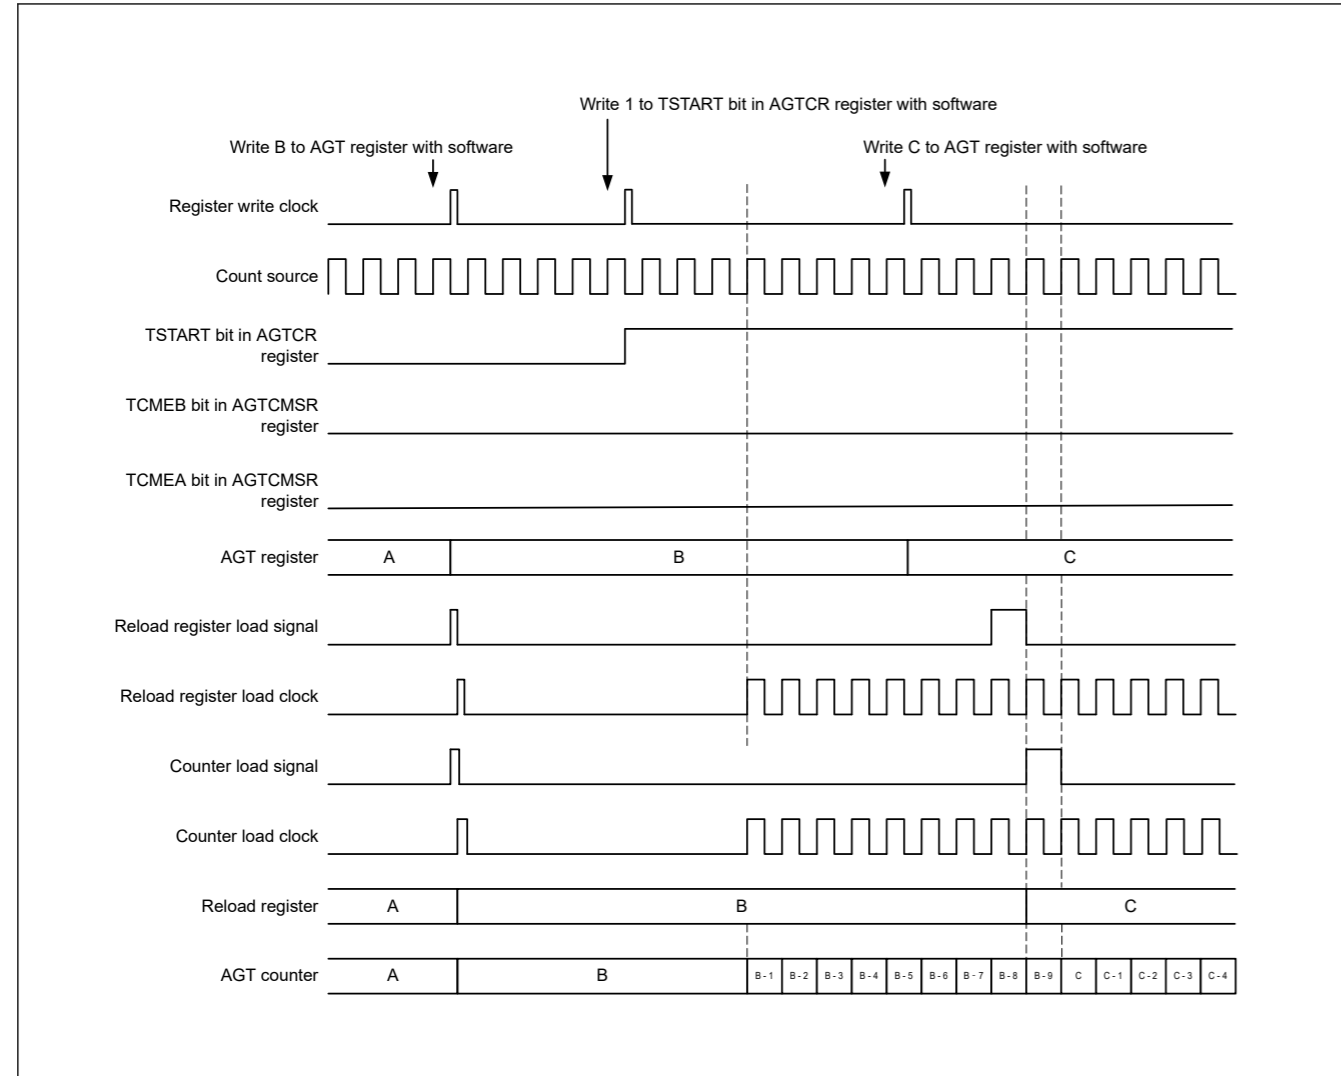 Write 1 to TSTART bit in AGTCR register with software
Write B to AGT register with software
Write C to AGT register with software
Register write clock
Count source
TSTART bit in AGTCR
register
TCMEB bit in AGTCMSR
register
TCMEA bit in AGTCMSR
register
AGT register A B C
Reload register load signal
Reload register load clock
Counter load signal
Counter load clock
Reload register A B C
AGT counter A B B-1 B-2 B-3 B-4 B-5 B-6 B-7 B-8 B-9 C C-1 C-2 C-3 C-4